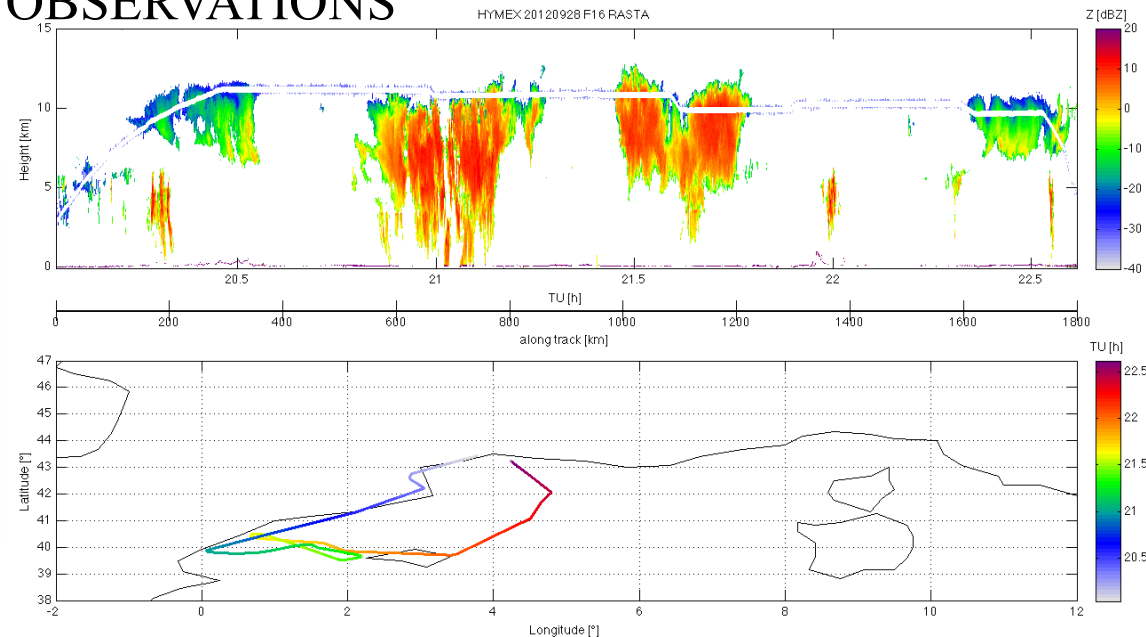 OBSERVATIONS
HYMEX 20120928 F16 RASTA
Z [dBZ]
15
10
5
0
Height [km]
20.5 21 21.5 22 22.5
TU [h]
20
10
0
-10
-20
-30
-40
0 200 400 600 800 1000 1200 1400 1600 1800
along track [km]
TU [h]
47
46
45
44
43
42
41
40
39
38
Latitude [°]
-2 0 2 4 6 8 10 12
Longitude [°]
22.5
22
21.5
21
20.5